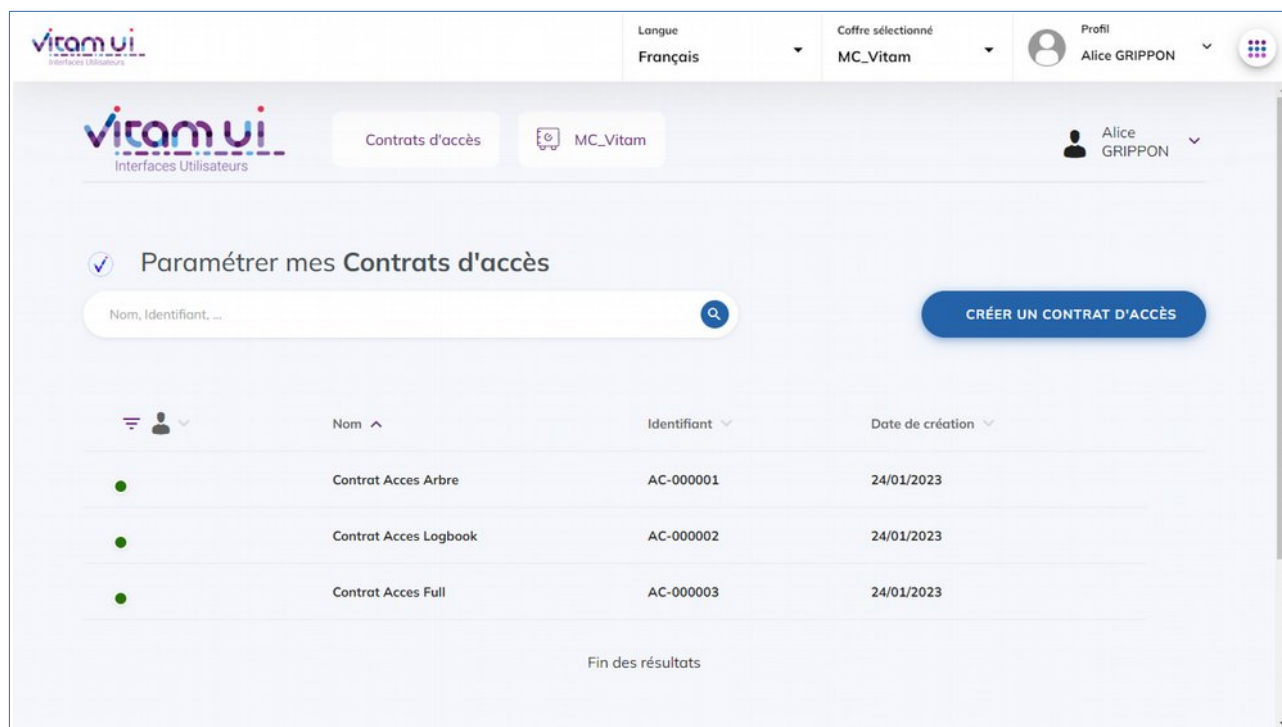 vitam ui
Interfaces Utilisateurs
Langue
Français
Coffre sélectionné
MC_Vitam
Profil
Alice GRIPPON
vitam ui
Interfaces Utilisateurs
Contrats d'accès
MC_Vitam
Alice
GRIPPON
Paramétrer mes Contrats d'accès
Nom, Identifiant, ...
CRÉER UN CONTRAT D'ACCÈS
Nom Identifiant Date de création
Contrat Acces Arbre AC-000001 24/01/2023
Contrat Acces Logbook AC-000002 24/01/2023
Contrat Acces Full AC-000003 24/01/2023
Fin des résultats